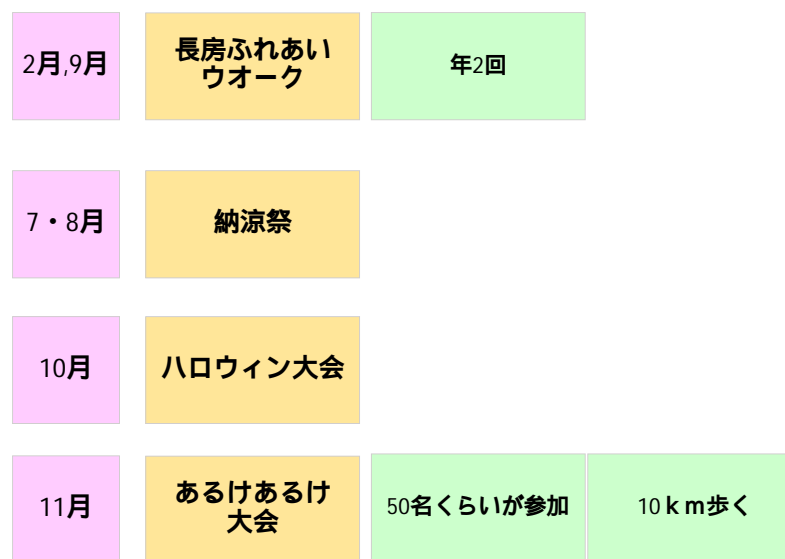 2月,9月
長房ふれあい
ウオーク
年2回
7・8月
納涼祭
10月
ハロウィン大会
11月
あるけあるけ
大会
50名くらいが参加
10ｋｍ歩く